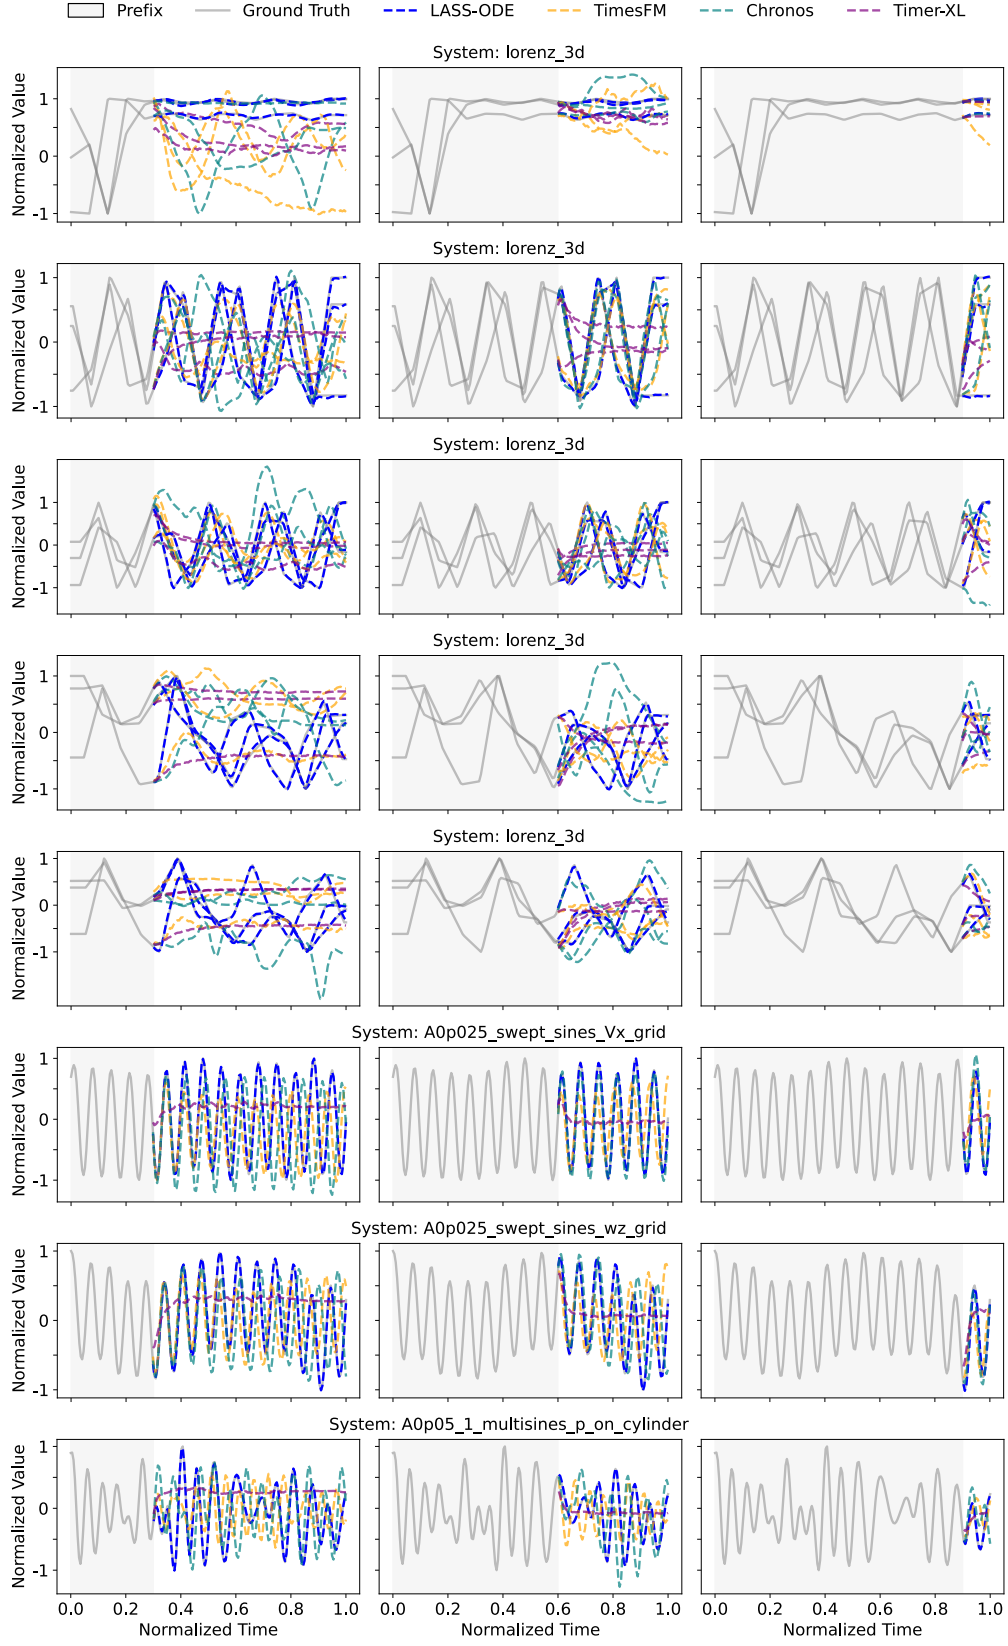 Prefix Ground Truth LASS-ODE TimesFM Chronos Timer-XL
System: lorenz_3d
Normalized Value
1
0
-1
System: lorenz_3d
Normalized Value
1
0
-1
System: lorenz_3d
Normalized Value
1
0
-1
System: lorenz_3d
Normalized Value
1
0
-1
System: lorenz_3d
Normalized Value
1
0
-1
System: A0p025_swept_sines_Vx_grid
Normalized Value
1
0
-1
System: A0p025_swept_sines_wz_grid
Normalized Value
1
0
-1
System: A0p05_1_multisines_p_on_cylinder
Normalized Value
1
0
-1
0.0 0.2 0.4 0.6 0.8 1.0 0.0 0.2 0.4 0.6 0.8 1.0 0.0 0.2 0.4 0.6 0.8 1.0
Normalized Time Normalized Time Normalized Time